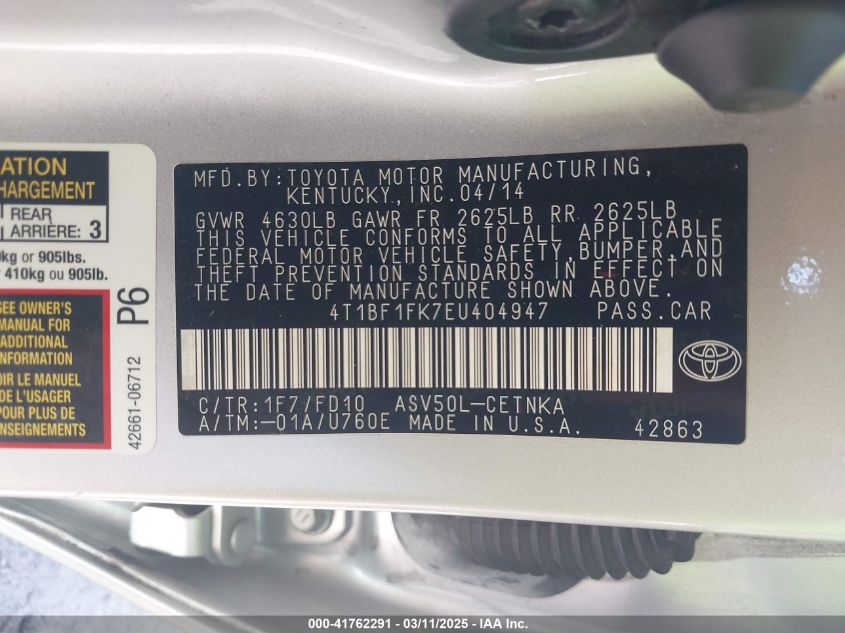 ATION
CHARGEMENT
REAR
ARRIÈRE: 3
kg or 905lbs.
410kg ou 905lb.
SEE OWNER'S
MANUAL FOR
ADDITIONAL
INFORMATION
OIR LE MANUEL
DE L'USAGER
POUR PLUS DE
ENSEIGNEMENTS
P6
42661-06712
MFD.BY:TOYOTA MOTOR MANUFACTURING,
KENTUCKY,INC.04/14
GVWR 4630LB GAWR FR 2625LB RR 2625LB
THIS VEHICLE CONFORMS TO ALL APPLICABLE
FEDERAL MOTOR VEHICLE SAFETY,BUMPER,AND
THEFT PREVENTION STANDARDS IN EFFECT ON
THE DATE OF MANUFACTURE SHOWN ABOVE.
4T1BF1FK7EU404947 PASS.CAR
C/TR:1F7/FD10 ASV50L-CETNKA
A/TM:-01A/U760E MADE IN U.S.A. 42863
000-41762291 - 03/11/2025 - IAAI.COM